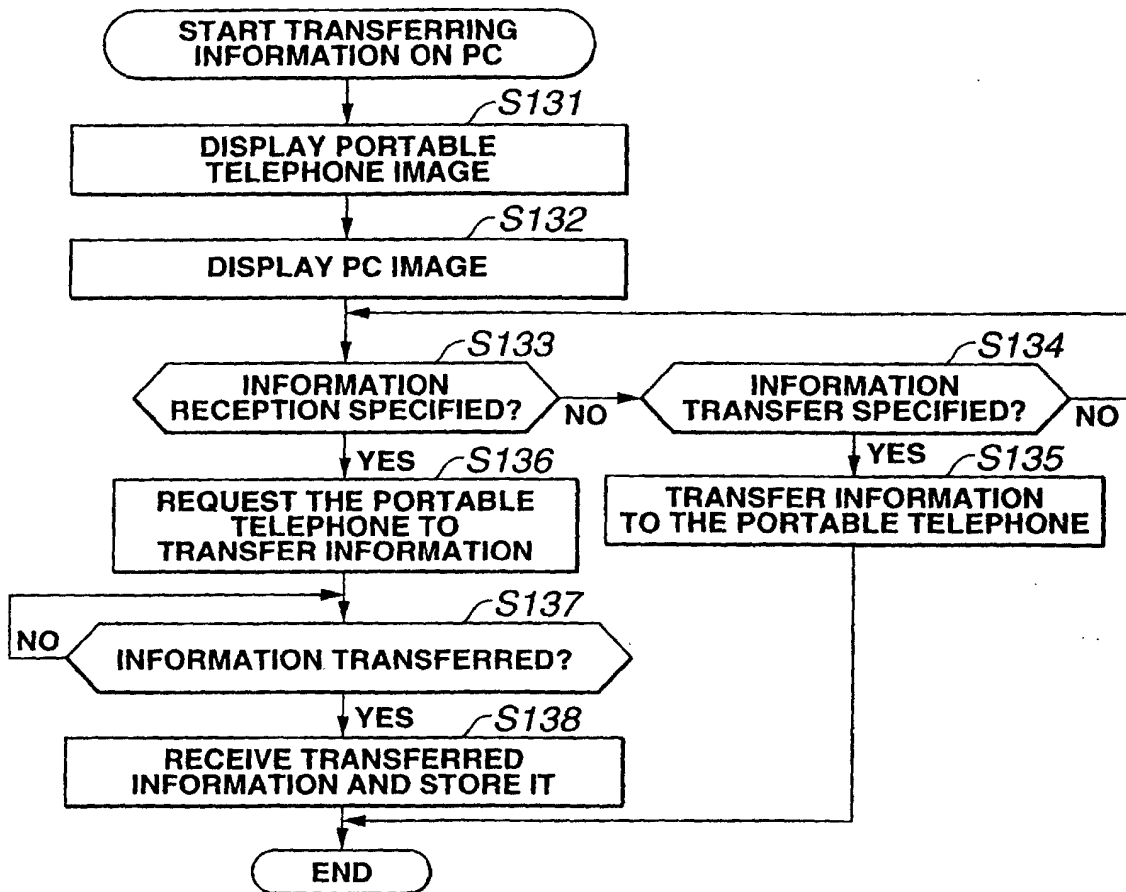 START TRANSFERRING
INFORMATION ON PC
S131
DISPLAY PORTABLE
TELEPHONE IMAGE
S132
DISPLAY PC IMAGE
S133
INFORMATION
RECEPTION SPECIFIED?
NO
S134
INFORMATION
TRANSFER SPECIFIED?
NO
YES
S136
REQUEST THE PORTABLE
TELEPHONE TO
TRANSFER INFORMATION
YES
S135
TRANSFER INFORMATION
TO THE PORTABLE TELEPHONE
S137
NO
INFORMATION TRANSFERRED?
YES
S138
RECEIVE TRANSFERRED
INFORMATION AND STORE IT
END